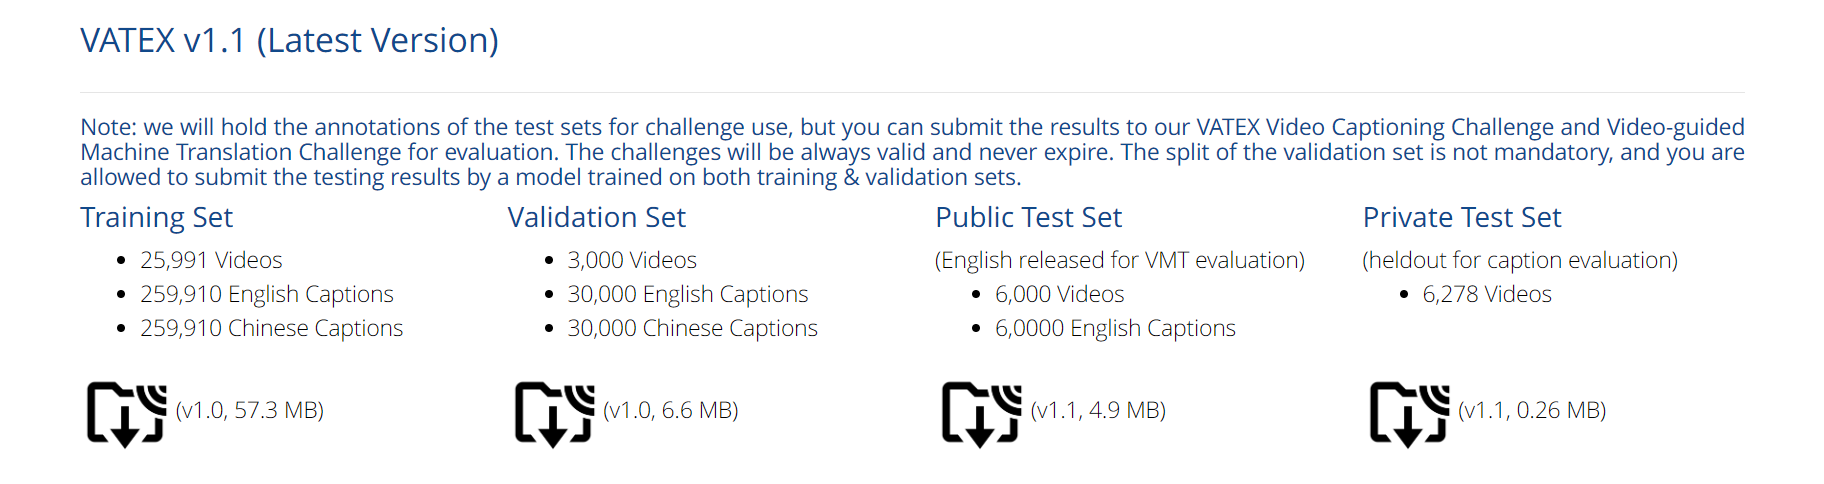 VATEX v1.1 (Latest Version)
Note: we will hold the annotations of the test sets for challenge use, but you can submit the results to our VATEX Video Captioning Challenge and Video-guided
Machine Translation Challenge for evaluation. The challenges will be always valid and never expire. The split of the validation set is not mandatory, and you are
allowed to submit the testing results by a model trained on both training & validation sets.
Training Set
• 25,991 Videos
• 259,910 English Captions
• 259,910 Chinese Captions
(v1.0, 57.3 MB)
Validation Set
• 3,000 Videos
• 30,000 English Captions
• 30,000 Chinese Captions
(v1.0, 6.6 MB)
Public Test Set
(English released for VMT evaluation)
• 6,000 Videos
• 6,0000 English Captions
(v1.1, 4.9 MB)
Private Test Set
(heldout for caption evaluation)
• 6,278 Videos
(v1.1, 0.26 MB)